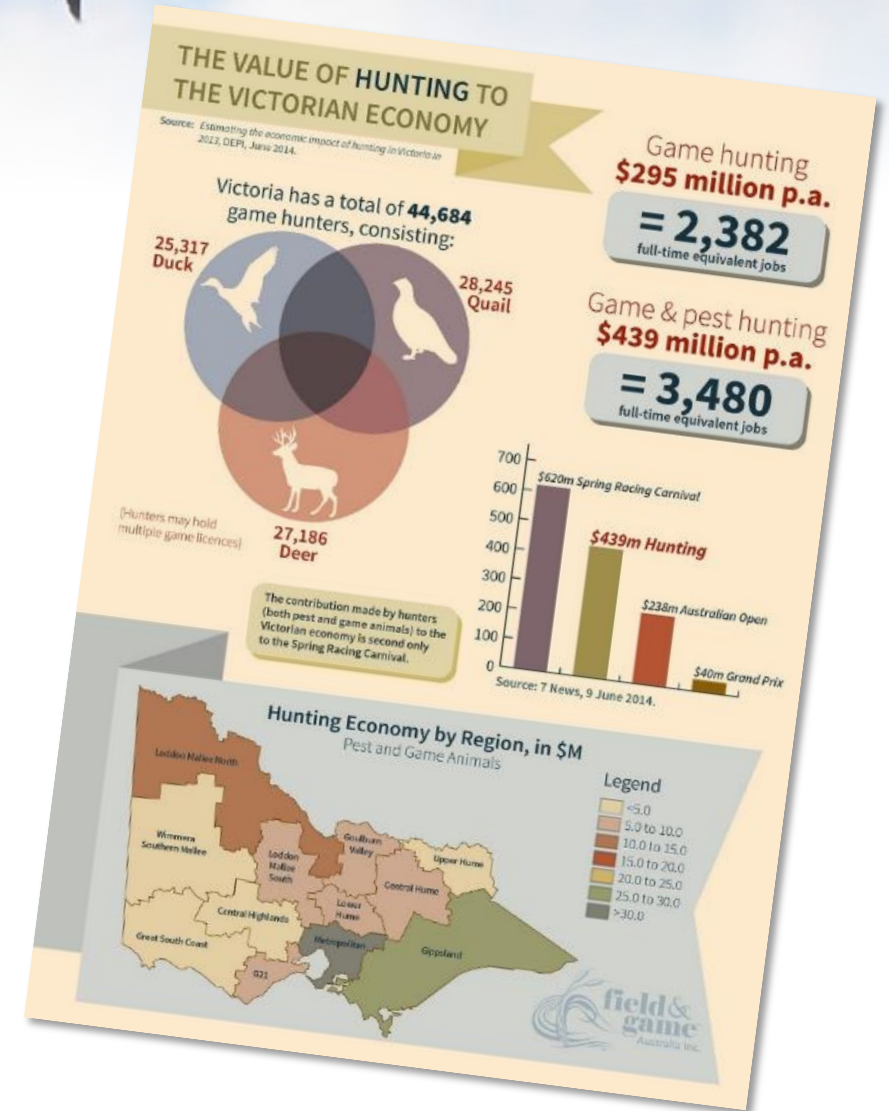 THE VALUE OF HUNTING TO
THE VICTORIAN ECONOMY
Source: Estimating the economic impact of hunting in Victoria in
2013, DEPI, June 2014.
Victoria has a total of 44,684
game hunters, consisting:
25,317
Duck
28,245
Quail
(Hunters may hold
multiple game licences)
27,186
Deer
Game hunting
$295 million p.a.
= 2,382
full-time equivalent jobs
Game & pest hunting
$439 million p.a.
= 3,480
full-time equivalent jobs
The contribution made by hunters
(both pest and game animals) to the
Victorian economy is second only
to the Spring Racing Carnival.
700
600
500
400
300
200
100
0
$620m Spring Racing Carnival
$439m Hunting
$238m Australian Open
$40m Grand Prix
Source: 7 News, 9 June 2014.
Hunting Economy by Region, in $M
Pest and Game Animals
Loddon Mallee North
Wimmera
Southern Mallee
Loddon
Mallee
South
Goulburn
Valley
Upper Hume
Central Hume
Lower
Hume
Central Highlands
Metropolitan
Great South Coast
G21
Gippsland
Legend
<5.0
5.0 to 10.0
10.0 to 15.0
15.0 to 20.0
20.0 to 25.0
25.0 to 30.0
>30.0
field &
game
Australia Inc.